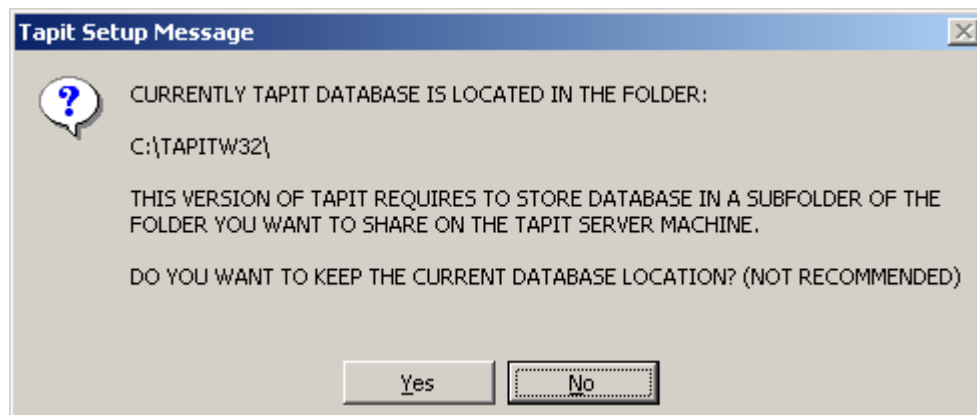 Tapit Setup Message
CURRENTLY TAPIT DATABASE IS LOCATED IN THE FOLDER:
C:\TAPITW32\
THIS VERSION OF TAPIT REQUIRES TO STORE DATABASE IN A SUBFOLDER OF THE
FOLDER YOU WANT TO SHARE ON THE TAPIT SERVER MACHINE.
DO YOU WANT TO KEEP THE CURRENT DATABASE LOCATION? (NOT RECOMMENDED)
Yes No